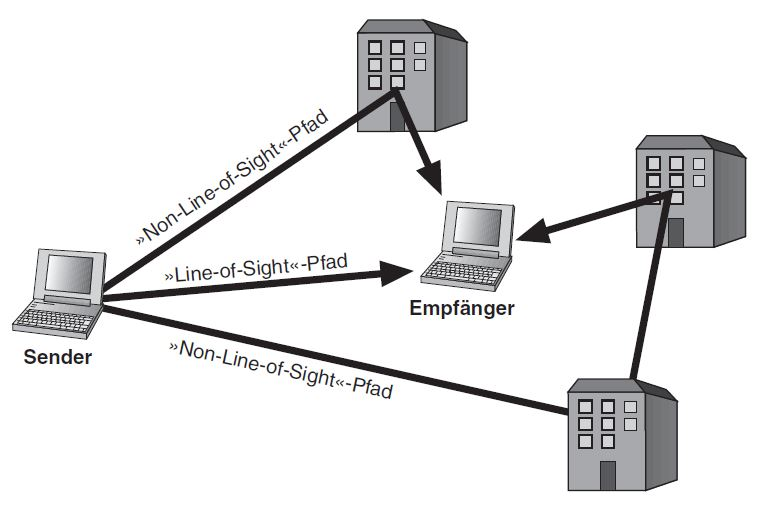 »Non-Line-of-Sight«-Pfad
»Line-of-Sight«-Pfad
Empfänger
Sender
»Non-Line-of-Sight«-Pfad